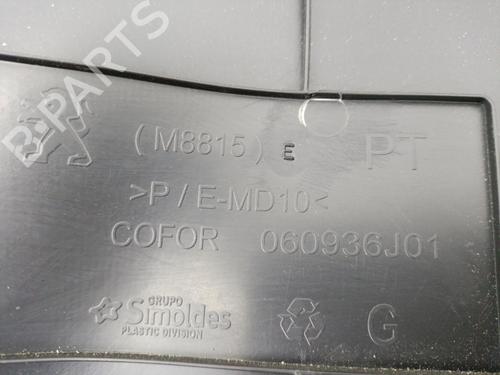 B-PARTS
( M8815 ) E PT
>P / E-MD10<
COFOR 060936J01
GRUPO
Simoldes
PLASTIC DIVISION
G